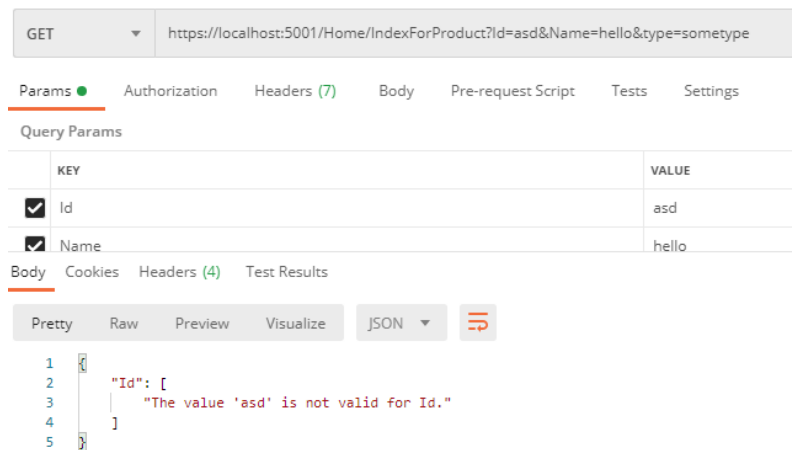 GET https://localhost:5001/Home/IndexForProduct?Id=asd&Name=hello&type=sometype
Params Authorization Headers (7) Body Pre-request Script Tests Settings
Query Params
KEY VALUE
Id asd
Name hello
Body Cookies Headers (4) Test Results
Pretty Raw Preview Visualize JSON
1 {
2 "Id": [
3 "The value 'asd' is not valid for Id."
4 ]
5 }